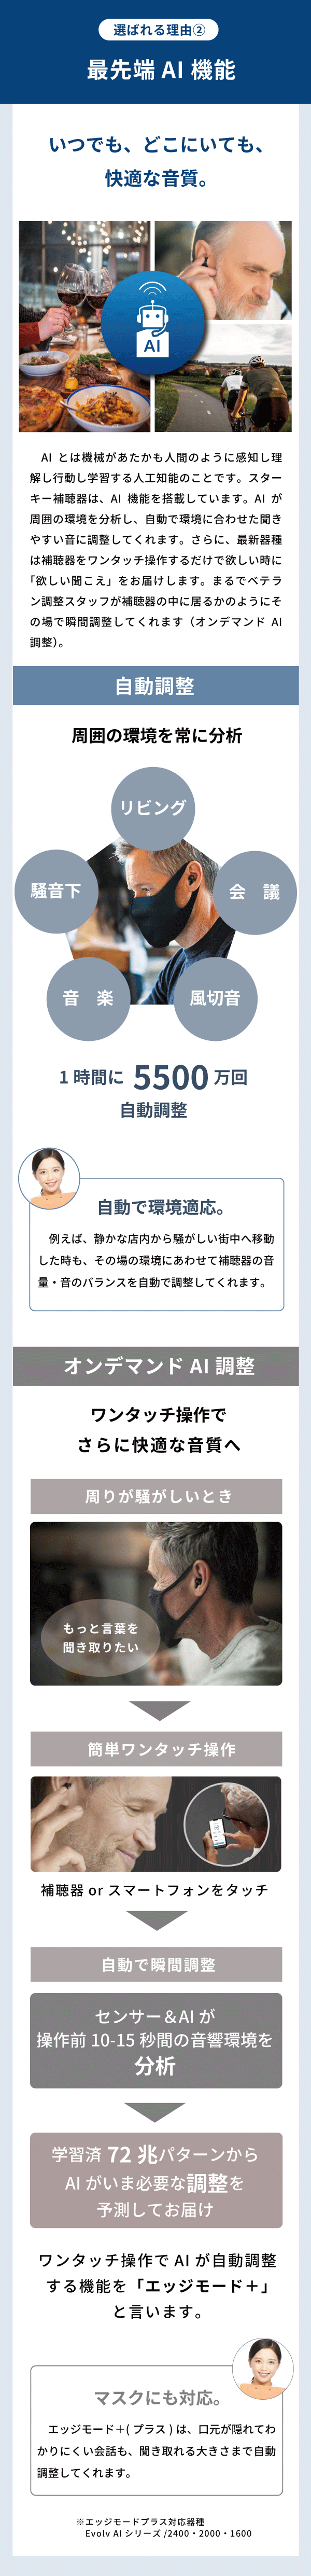 選ばれる理由②
最先端 AI 機能
いつでも、どこにいても、
快適な音質。
AI
AI とは機械があたかも人間のように感知し理
解し行動し学習する人工知能のことです。スター
キー補聴器は、AI 機能を搭載しています。AI が
周囲の環境を分析し、自動で環境に合わせた聞き
やすい音に調整してくれます。さらに、最新器種
は補聴器をワンタッチ操作するだけで欲しい時に
「欲しい聞こえ」をお届けします。まるでベテラ
ン調整スタッフが補聴器の中に居るかのようにそ
の場で瞬間調整してくれます（オンデマンド AI
調整）。
自動調整
周囲の環境を常に分析
リビング
騒音下
会 議
音 楽
風切音
1 時間に 5500 万回
自動調整
自動で環境適応。
例えば、静かな店内から騒がしい街中へ移動
した時も、その場の環境にあわせて補聴器の音
量・音のバランスを自動で調整してくれます。
オンデマンド AI 調整
ワンタッチ操作で
さらに快適な音質へ
周りが騒がしいとき
もっと言葉を
聞き取りたい
簡単ワンタッチ操作
補聴器 or スマートフォンをタッチ
自動で瞬間調整
センサー＆AI が
操作前 10-15 秒間の音響環境を
分析
学習済 72 兆パターンから
AI がいま必要な調整を
予測してお届け
ワンタッチ操作で AI が自動調整
する機能を「エッジモード＋」
と言います。
マスクにも対応。
エッジモード＋( プラス ) は、口元が隠れてわ
かりにくい会話も、聞き取れる大きさまで自動
調整してくれます。
※エッジモードプラス対応器種
Evolv AI シリーズ /2400・2000・1600